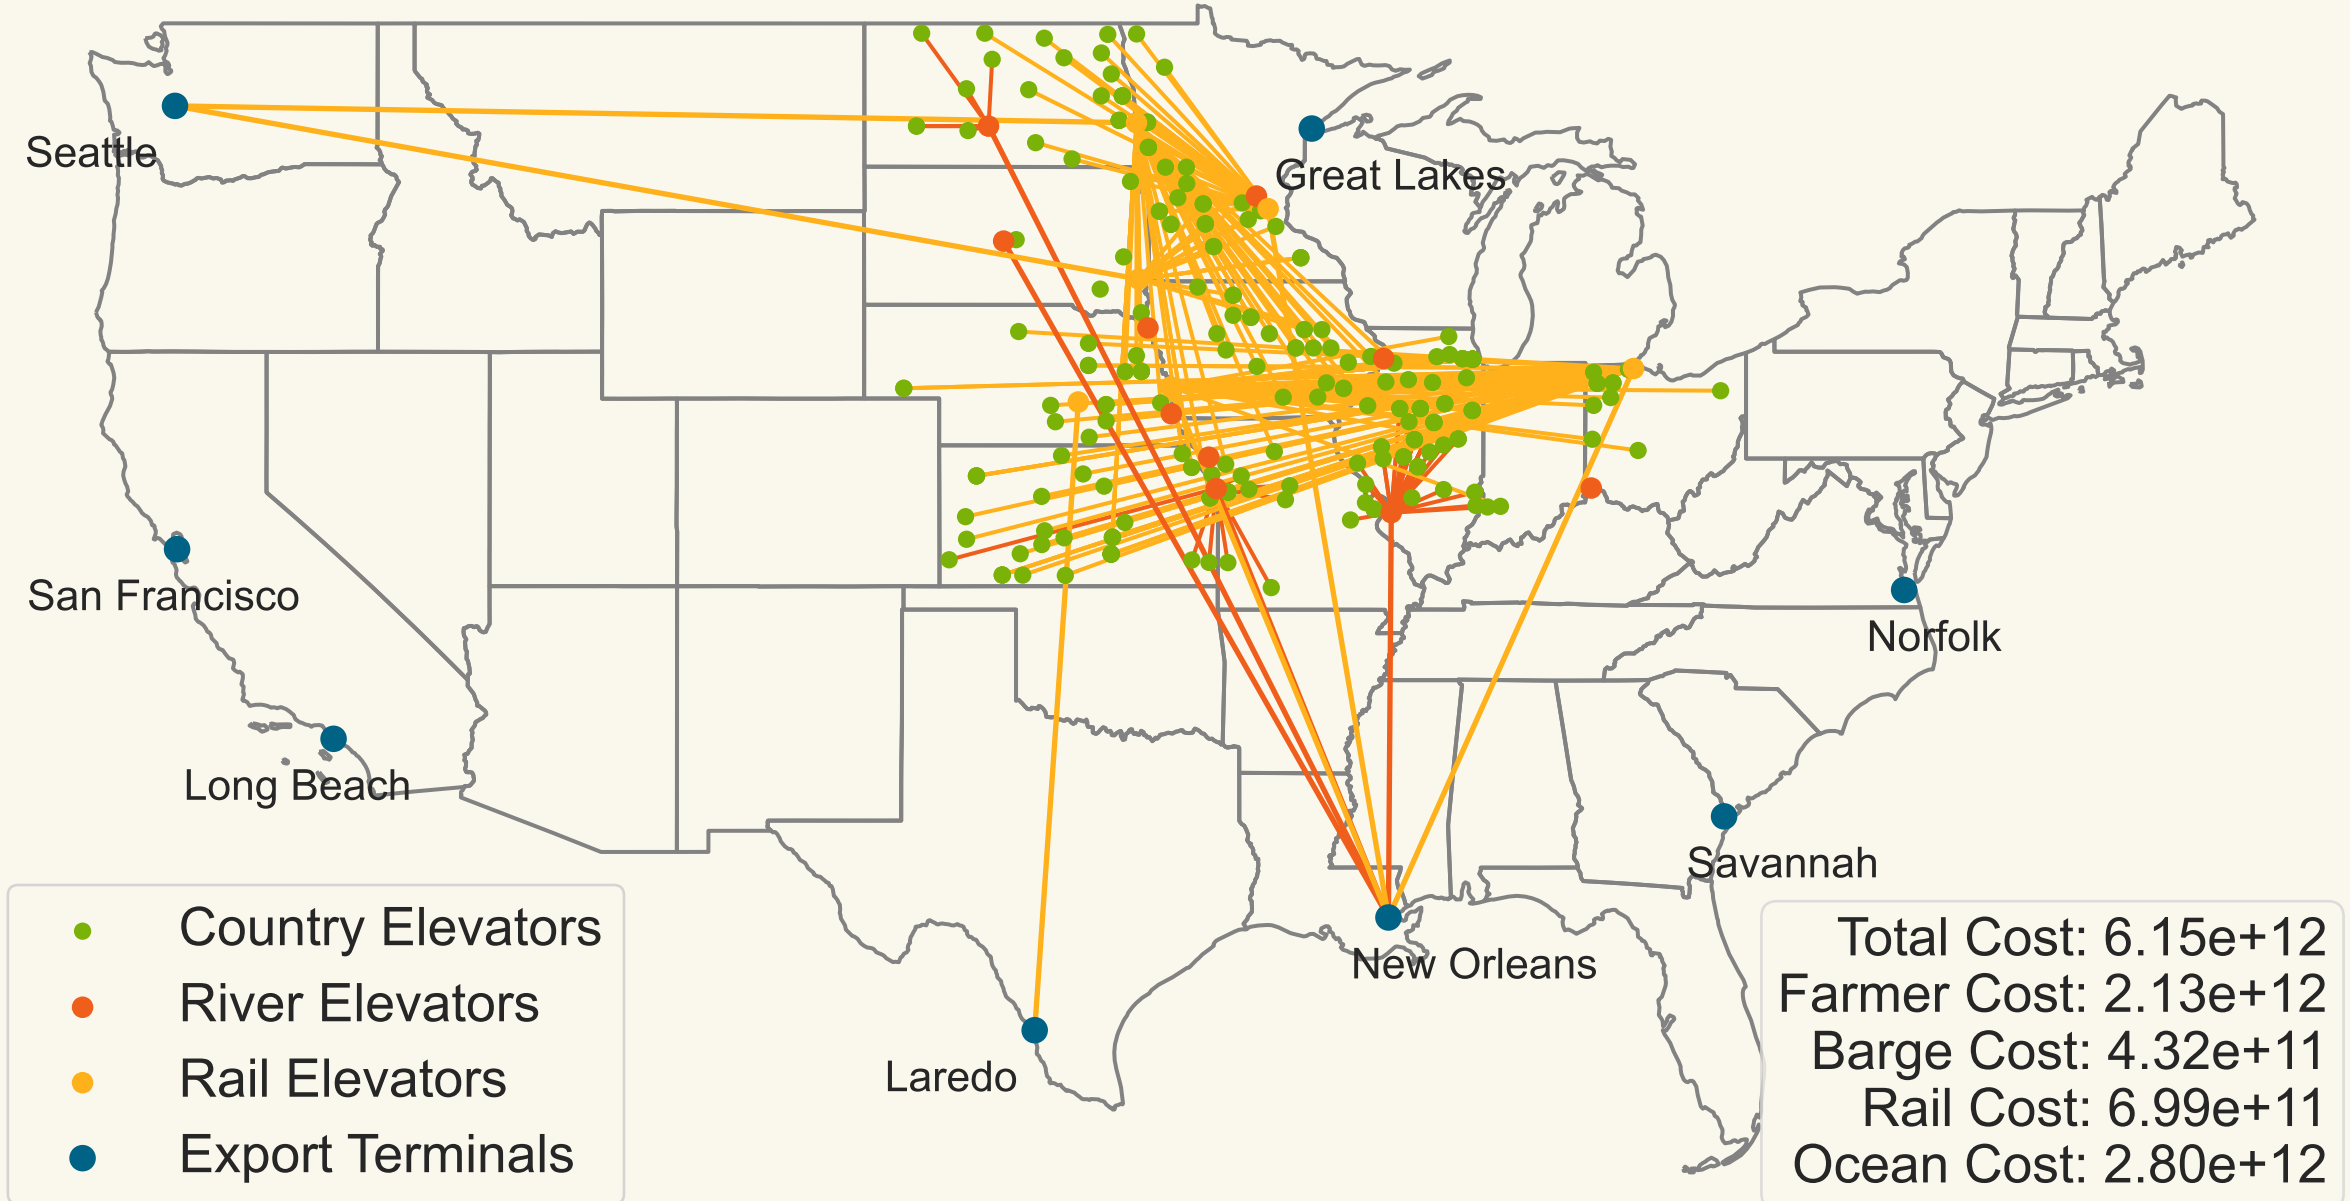 Seattle
Great Lakes
San Francisco
Norfolk
Long Beach
Savannah
New Orleans
Laredo
Country Elevators
River Elevators
Rail Elevators
Export Terminals
Total Cost: 6.15e+12
Farmer Cost: 2.13e+12
Barge Cost: 4.32e+11
Rail Cost: 6.99e+11
Ocean Cost: 2.80e+12